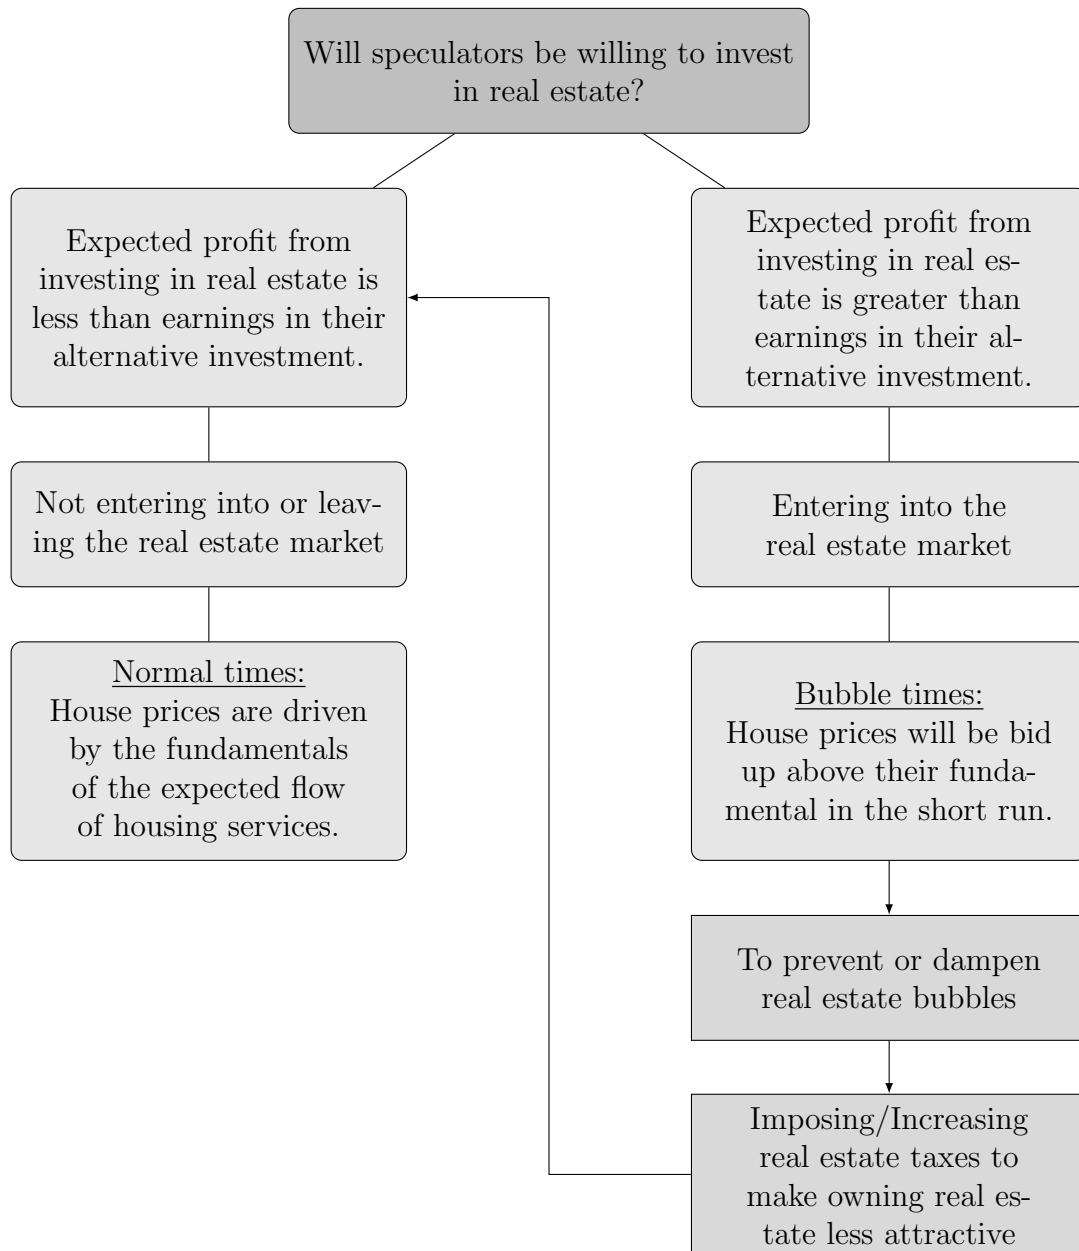 Will speculators be willing to invest
in real estate?
Expected profit from
investing in real estate is
less than earnings in their
alternative investment.
Expected profit from
investing in real es-
tate is greater than
earnings in their al-
ternative investment.
Not entering into or leav-
ing the real estate market
Entering into the
real estate market
Normal times:
House prices are driven
by the fundamentals
of the expected flow
of housing services.
Bubble times:
House prices will be bid
up above their funda-
mental in the short run.
To prevent or dampen
real estate bubbles
Imposing/Increasing
real estate taxes to
make owning real es-
tate less attractive